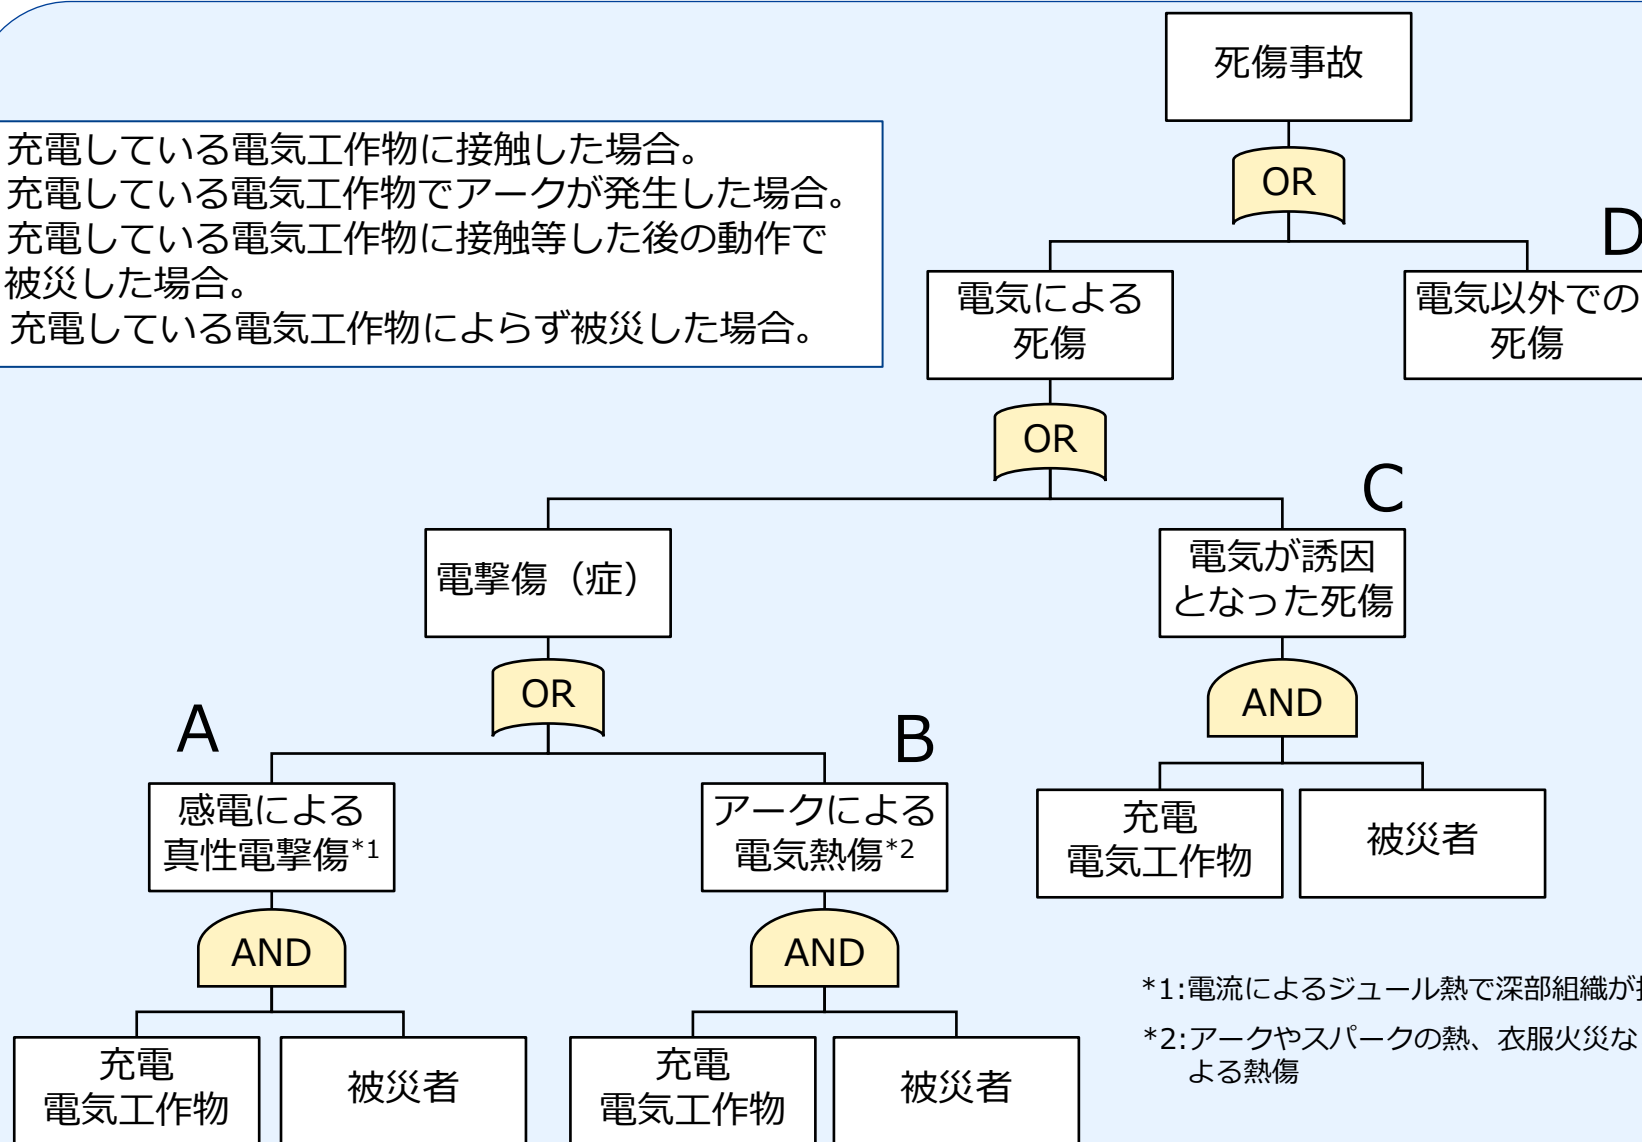 死傷事故
充電している電気工作物に接触した場合。
充電している電気工作物でアークが発生した場合。
充電している電気工作物に接触等した後の動作で
被災した場合。
充電している電気工作物によらず被災した場合。
OR
D
電気による
死傷
電気以外での
死傷
OR
C
電撃傷（症）
電気が誘因
となった死傷
OR
AND
A
B
感電による
真性電撃傷*1
アークによる
電気熱傷*2
充電
電気工作物
被災者
AND
AND
*1:電流によるジュール熱で深部組織が
*2:アークやスパークの熱、衣服火災な
よる熱傷
充電
電気工作物
被災者
充電
電気工作物
被災者